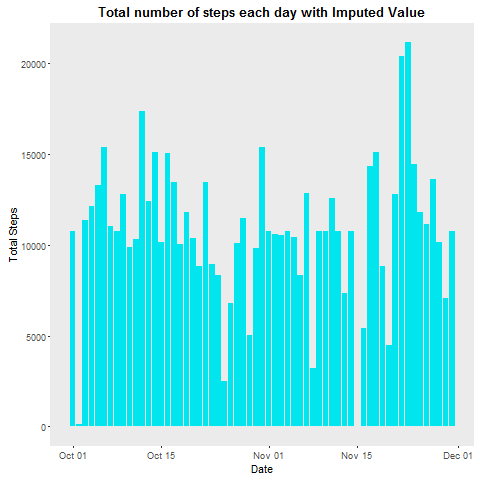 Total number of steps each day with Imputed Value
Total Steps
20000
15000
10000
5000
0
Oct 01 Oct 15 Nov 01 Nov 15 Dec 01
Date